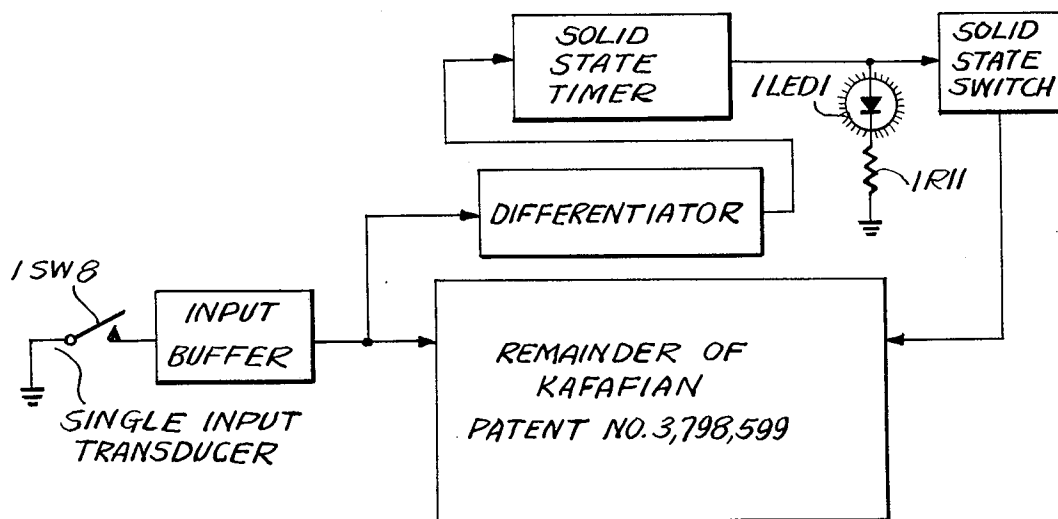 SOLID
STATE
TIMER
SOLID
STATE
SWITCH
1LED1
1R11
DIFFERENTIATOR
1SW8
INPUT
BUFFER
REMAINDER OF
KAFAFIAN
PATENT NO. 3,798,599
SINGLE INPUT
TRANSDUCER